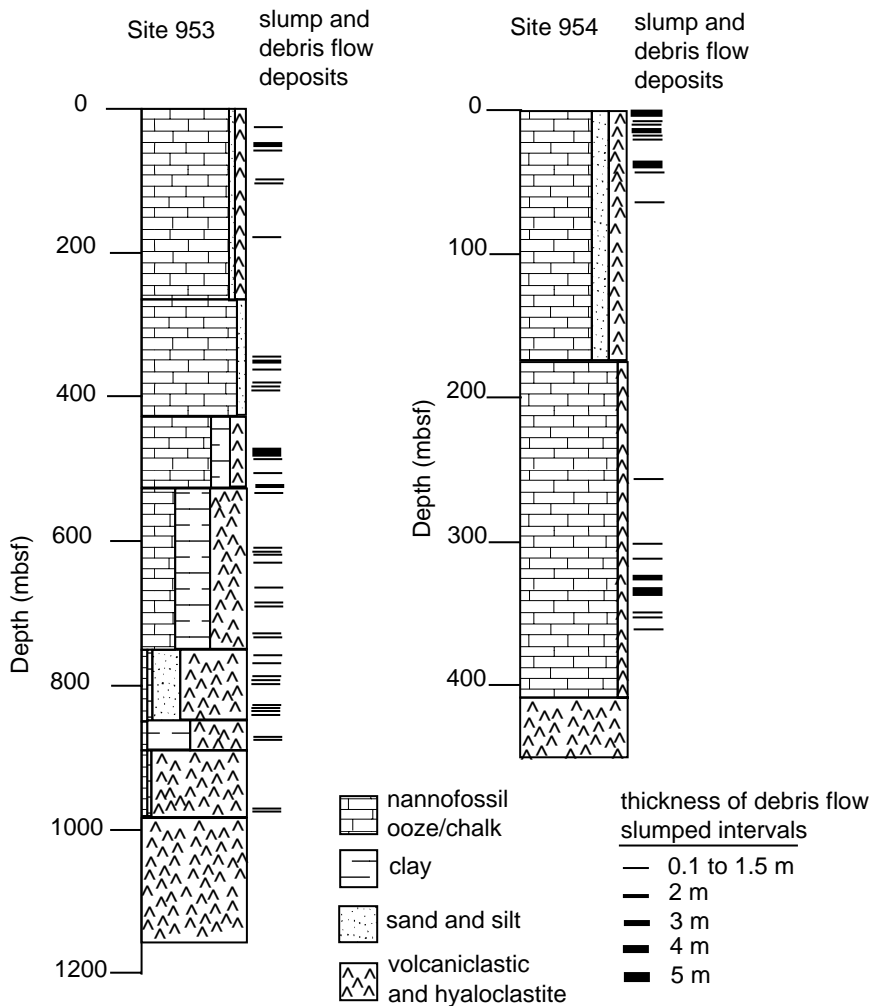 Site 953
slump and
debris flow
deposits
0
200
400
600
800
1000
1200
Depth (mbsf)
Site 954
slump and
debris flow
deposits
0
100
200
300
400
Depth (mbsf)
nannofossil
ooze/chalk
clay
sand and silt
volcaniclastic
and hyaloclastite
thickness of debris flow
slumped intervals
0.1 to 1.5 m
2 m
3 m
4 m
5 m